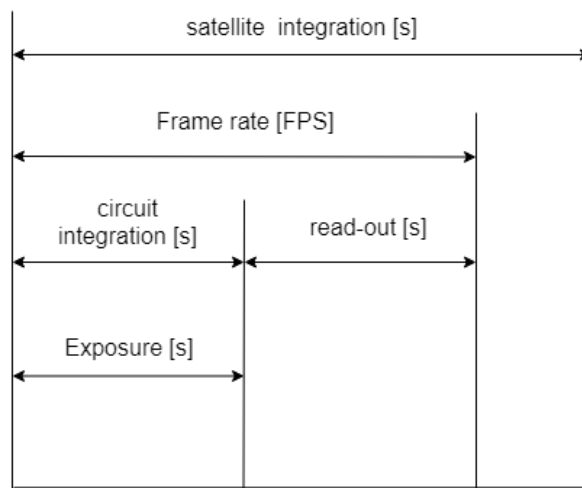 satellite integration [s]
Frame rate [FPS]
circuit
integration [s]
read-out [s]
Exposure [s]